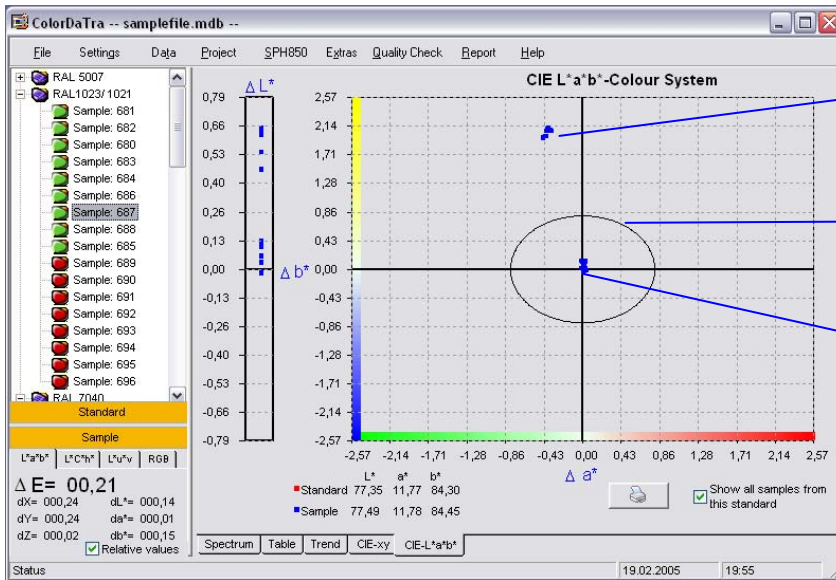 ColorDaTra -- samplefile.mdb --
File Settings Data Project SPH850 Extras Quality Check Report Help
RAL 5007
RAL1023/1021
Sample: 681
Sample: 682
Sample: 680
Sample: 683
Sample: 684
Sample: 686
Sample: 687
Sample: 688
Sample: 685
Sample: 689
Sample: 690
Sample: 691
Sample: 692
Sample: 693
Sample: 694
Sample: 695
Sample: 696
RAL 7040
Standard
Sample
L*a*b* L*C*h* L*u*v RGB
Δ E= 00,21
dX= 000,24 dL*= 000,14
dY= 000,24 da*= 000,01
dZ= 000,02 db*= 000,15
Relative values
Δ L*
0,79
0,66
0,53
0,40
0,26
0,13
0,00
-0,13
-0,26
-0,40
-0,53
-0,66
-0,79
CIE L*a*b*-Colour System
2,57
2,14
1,71
1,28
0,86
0,43
Δ b* 0,00
-0,43
-0,86
-1,28
-1,71
-2,14
-2,57
-2,57 -2,14 -1,71 -1,28 -0,86 -0,43 0,00 0,43 0,86 1,28 1,71 2,14 2,57
Δ a*
L* a* b*
Standard 77,35 11,77 84,30
Sample 77,49 11,78 84,45
Show all samples from
this standard
Spectrum Table Trend CIE-xy CIE-L*a*b*
Status 19.02.2005 19:55